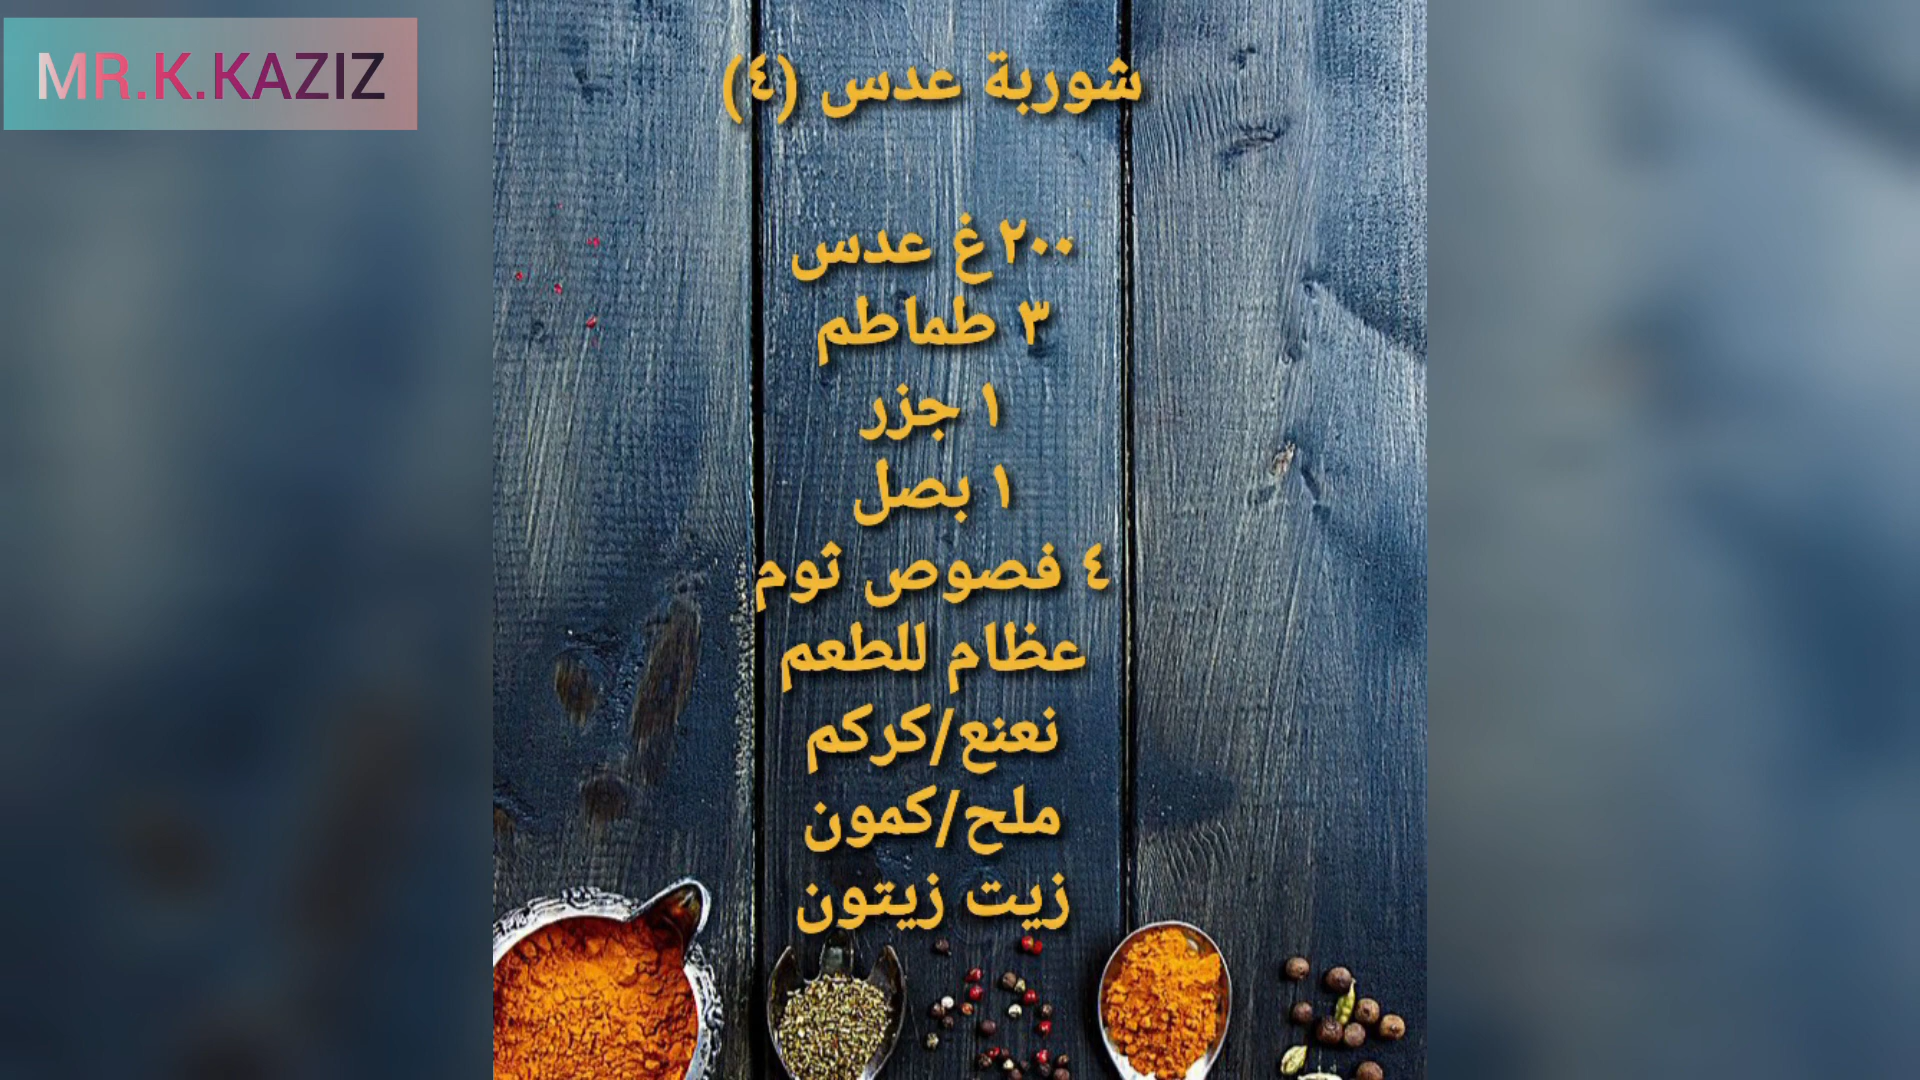 MR.K.KAZIZ
شوربة عدس (٤)
٢٠٠غ عدس
٣ طماطم
١ جزر
١ بصل
٤ فصوص ثوم
عظام للطعم
نعنع/كركم
ملح/كمون
زيت زيتون